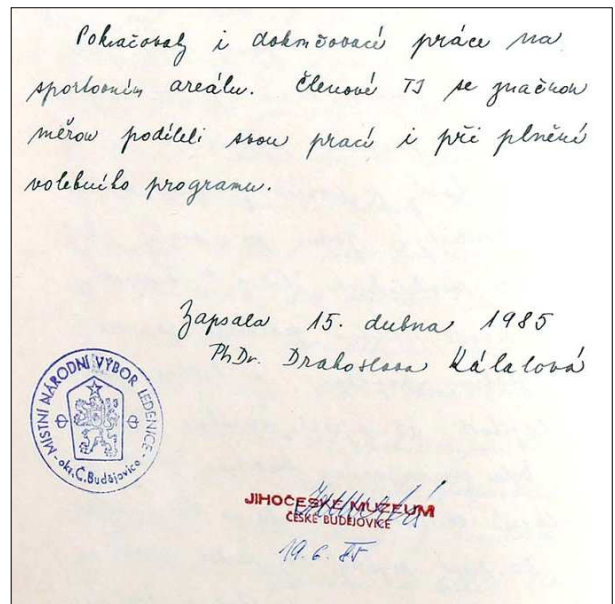 Pokračovaly i dokončovací práce na
sportovním areálu. Členové TJ se značnou
měrou podíleli svou prací i při plnění
volebního programu.
Zapsala 15. dubna 1985
PhDr. Drahoslava Kálalová
MÍSTNÍ NÁRODNÍ VÝBOR LEDENICE
okr. Č. Budějovice
JIHOČESKÉ MUZEUM
ČESKÉ BUDĚJOVICE
19. 6. 85